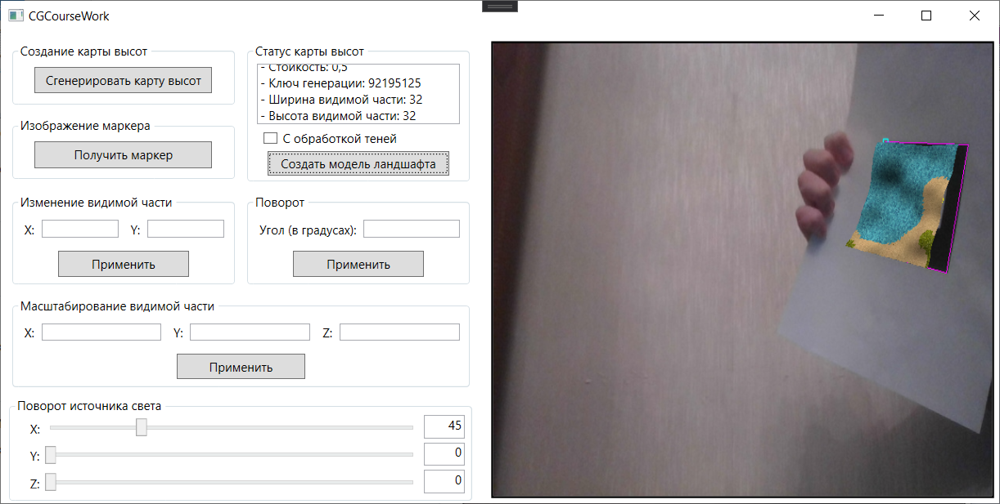 CGCourseWork
Создание карты высот
Сгенерировать карту высот
Статус карты высот
- Стойкость: 0,5
- Ключ генерации: 92195125
- Ширина видимой части: 32
- Высота видимой части: 32
С обработкой теней
Создать модель ландшафта
Изображение маркера
Получить маркер
Изменение видимой части
X: Y:
Применить
Поворот
Угол (в градусах):
Применить
Масштабирование видимой части
X: Y: Z:
Применить
Поворот источника света
X: 45
Y: 0
Z: 0